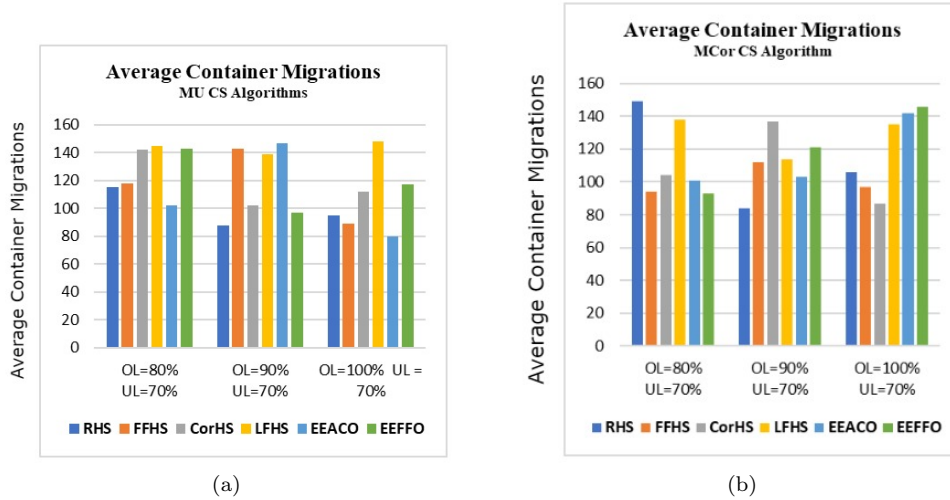 Average Container Migrations
MU CS Algorithms
Average Container Migrations
160
140
120
100
80
60
40
20
0
OL=80%
UL=70%
OL=90%
UL=70%
OL=100% UL =
70%
RHS FFHS CorHS LFHS EEACO EEFFO
(a)
Average Container Migrations
MCor CS Algorithm
Average Container Migrations
160
140
120
100
80
60
40
20
0
OL=80%
UL=70%
OL=90%
UL=70%
OL=100%
UL=70%
RHS FFHS CorHS LFHS EEACO EEFFO
(b)